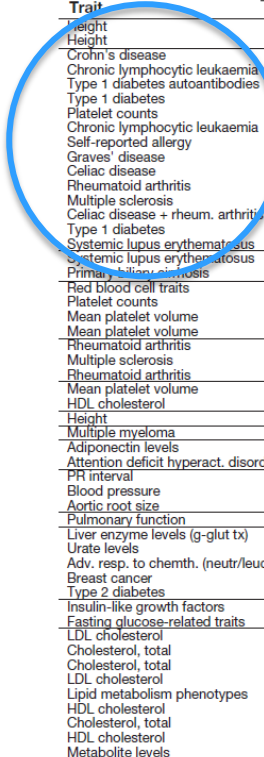 Trait
Height
Height
Crohn's disease
Chronic lymphocytic leukaemia
Type 1 diabetes autoantibodies
Type 1 diabetes
Platelet counts
Chronic lymphocytic leukaemia
Self-reported allergy
Graves' disease
Celiac disease
Rheumatoid arthritis
Multiple sclerosis
Celiac disease + rheum. arthritis
Type 1 diabetes
Systemic lupus erythematosus
Systemic lupus erythematosus
Primary biliary cirrhosis
Red blood cell traits
Platelet counts
Mean platelet volume
Mean platelet volume
Rheumatoid arthritis
Multiple sclerosis
Rheumatoid arthritis
Mean platelet volume
HDL cholesterol
Height
Multiple myeloma
Adiponectin levels
Attention deficit hyperact. disord
PR interval
Blood pressure
Aortic root size
Pulmonary function
Liver enzyme levels (g-glut tx)
Urate levels
Adv. resp. to chemth. (neutr/leuc
Breast cancer
Type 2 diabetes
Insulin-like growth factors
Fasting glucose-related traits
LDL cholesterol
Cholesterol, total
Cholesterol, total
LDL cholesterol
Lipid metabolism phenotypes
HDL cholesterol
Cholesterol, total
HDL cholesterol
Metabolite levels